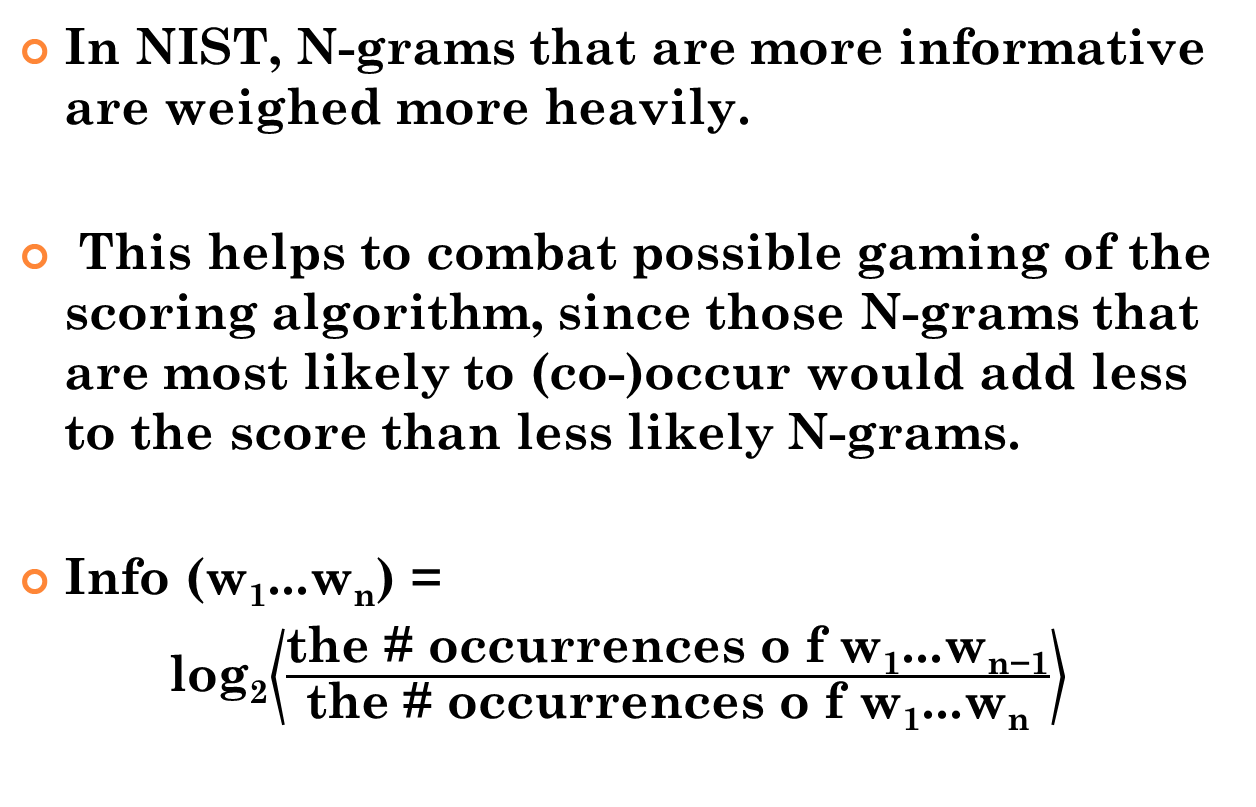 In NIST, N-grams that are more informative
are weighed more heavily.
This helps to combat possible gaming of the
scoring algorithm, since those N-grams that
are most likely to (co-)occur would add less
to the score than less likely N-grams.
Info (w₁...wₙ) =
log₂⟨the # occurrences o f w₁...wₙ₋₁
the # occurrences o f w₁...wₙ⟩